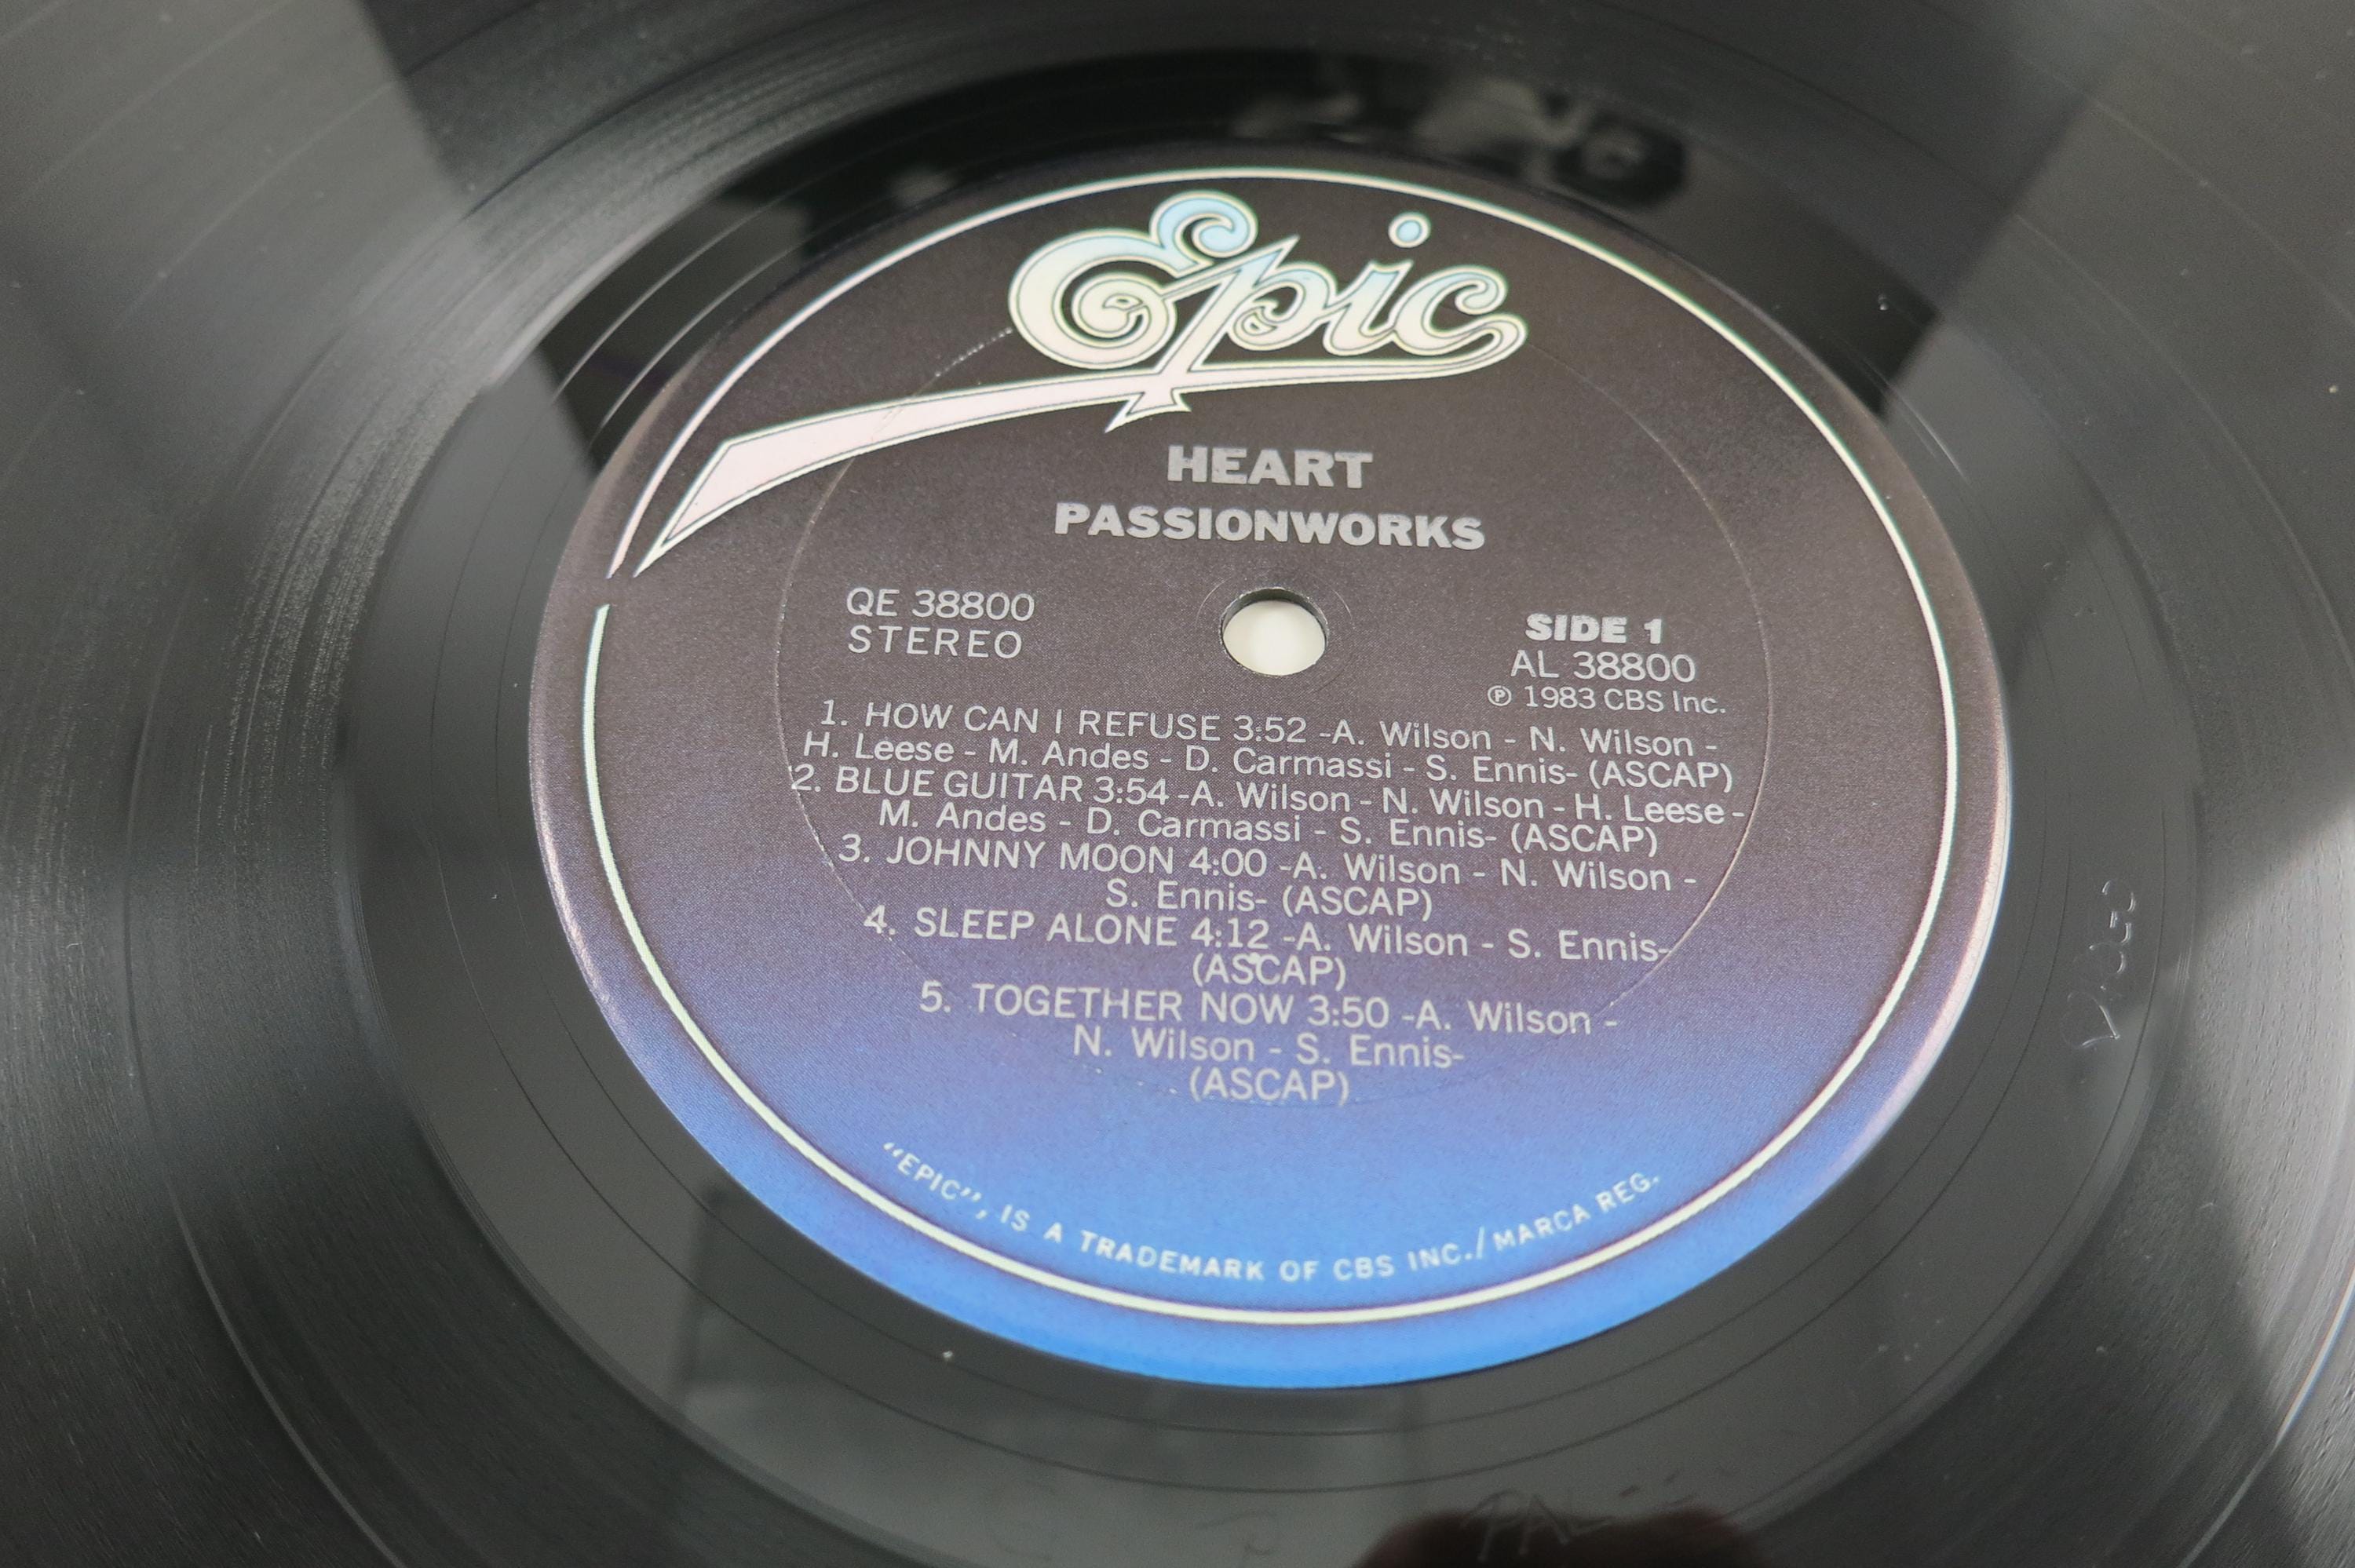 Epic
HEART
PASSIONWORKS
QE 38800
STEREO
SIDE 1
AL 38800
℗ 1983 CBS Inc.
1. HOW CAN I REFUSE 3:52 -A. Wilson - N. Wilson -
H. Leese - M. Andes - D. Carmassi - S. Ennis- (ASCAP)
2. BLUE GUITAR 3:54 -A. Wilson - N. Wilson - H. Leese -
M. Andes - D. Carmassi - S. Ennis- (ASCAP)
3. JOHNNY MOON 4:00 -A. Wilson - N. Wilson -
S. Ennis- (ASCAP)
4. SLEEP ALONE 4:12 -A. Wilson - S. Ennis-
(ASCAP)
5. TOGETHER NOW 3:50 -A. Wilson -
N. Wilson - S. Ennis-
(ASCAP)
"EPIC", IS A TRADEMARK OF CBS INC./MARCA REG.